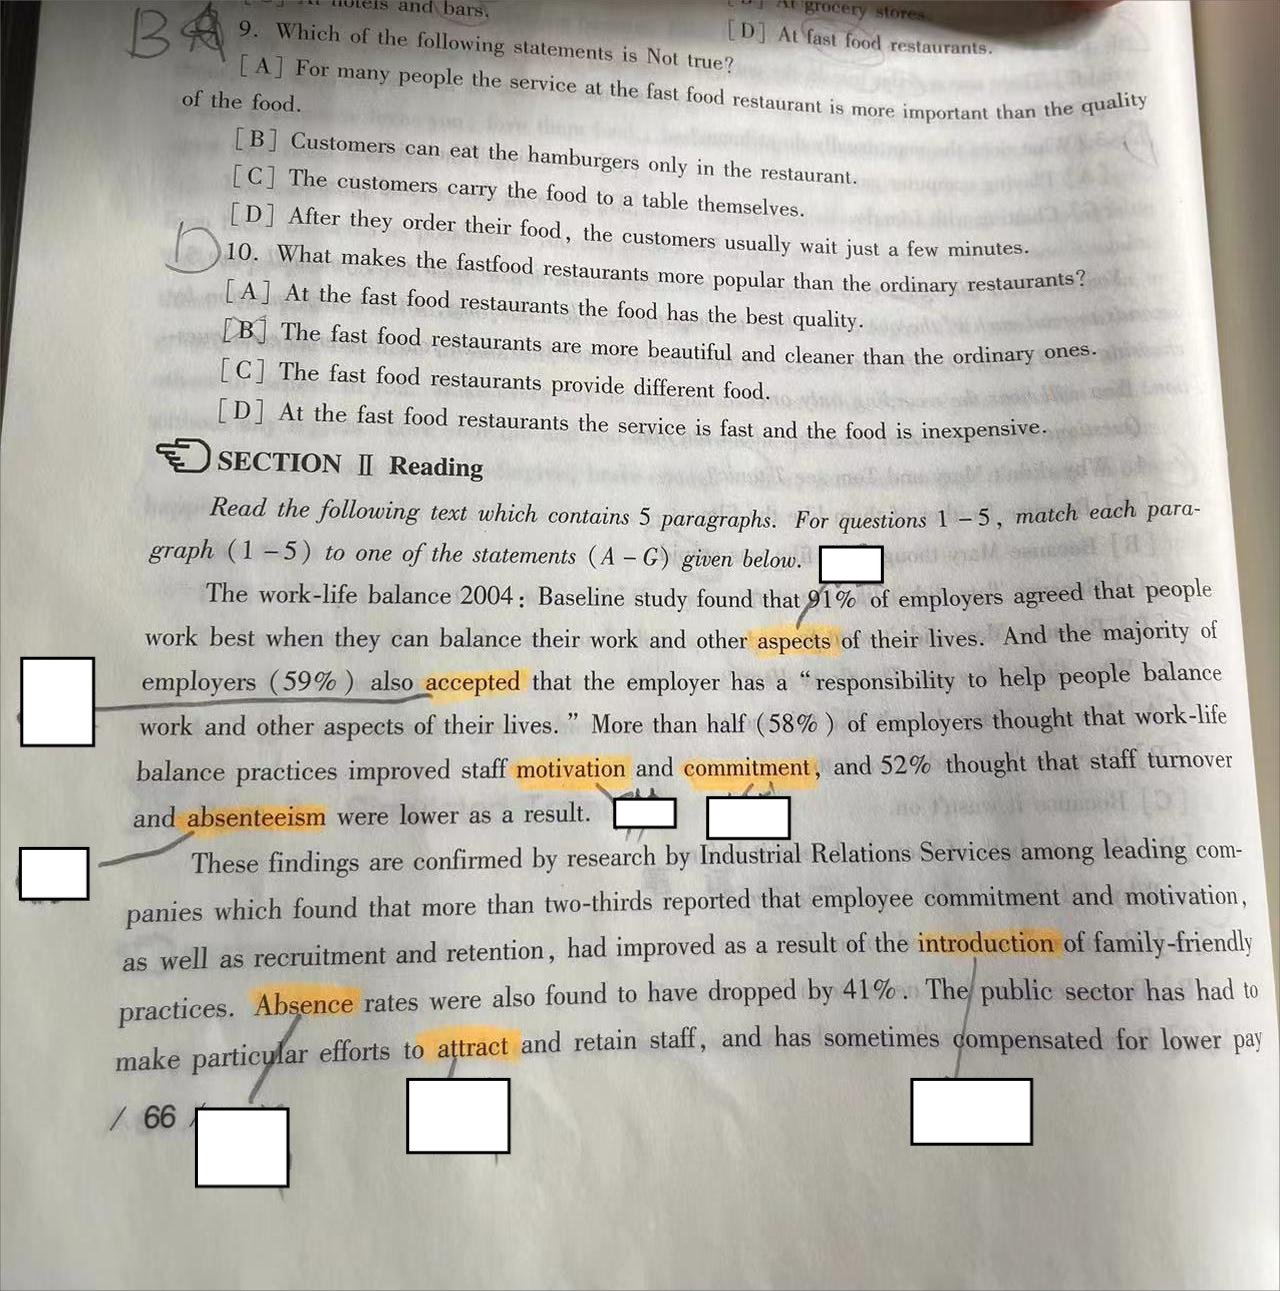 hotels and bars.
At grocery stores
[D] At fast food restaurants.
B
9. Which of the following statements is Not true?
[A] For many people the service at the fast food restaurant is more important than the quality
of the food.
[B] Customers can eat the hamburgers only in the restaurant.
[C] The customers carry the food to a table themselves.
[D] After they order their food, the customers usually wait just a few minutes.
D
10. What makes the fastfood restaurants more popular than the ordinary restaurants?
[A] At the fast food restaurants the food has the best quality.
[B] The fast food restaurants are more beautiful and cleaner than the ordinary ones.
[C] The fast food restaurants provide different food.
[D] At the fast food restaurants the service is fast and the food is inexpensive.
SECTION Ⅱ Reading
Read the following text which contains 5 paragraphs. For questions 1 – 5, match each para-
graph (1 – 5) to one of the statements (A – G) given below.
The work-life balance 2004: Baseline study found that 91% of employers agreed that people
work best when they can balance their work and other aspects of their lives. And the majority of
employers (59%) also accepted that the employer has a "responsibility to help people balance
work and other aspects of their lives." More than half (58%) of employers thought that work-life
balance practices improved staff motivation and commitment, and 52% thought that staff turnover
and absenteeism were lower as a result.
These findings are confirmed by research by Industrial Relations Services among leading com-
panies which found that more than two-thirds reported that employee commitment and motivation,
as well as recruitment and retention, had improved as a result of the introduction of family-friendly
practices. Absence rates were also found to have dropped by 41%. The public sector has had to
make particular efforts to attract and retain staff, and has sometimes compensated for lower pay
/ 66 /